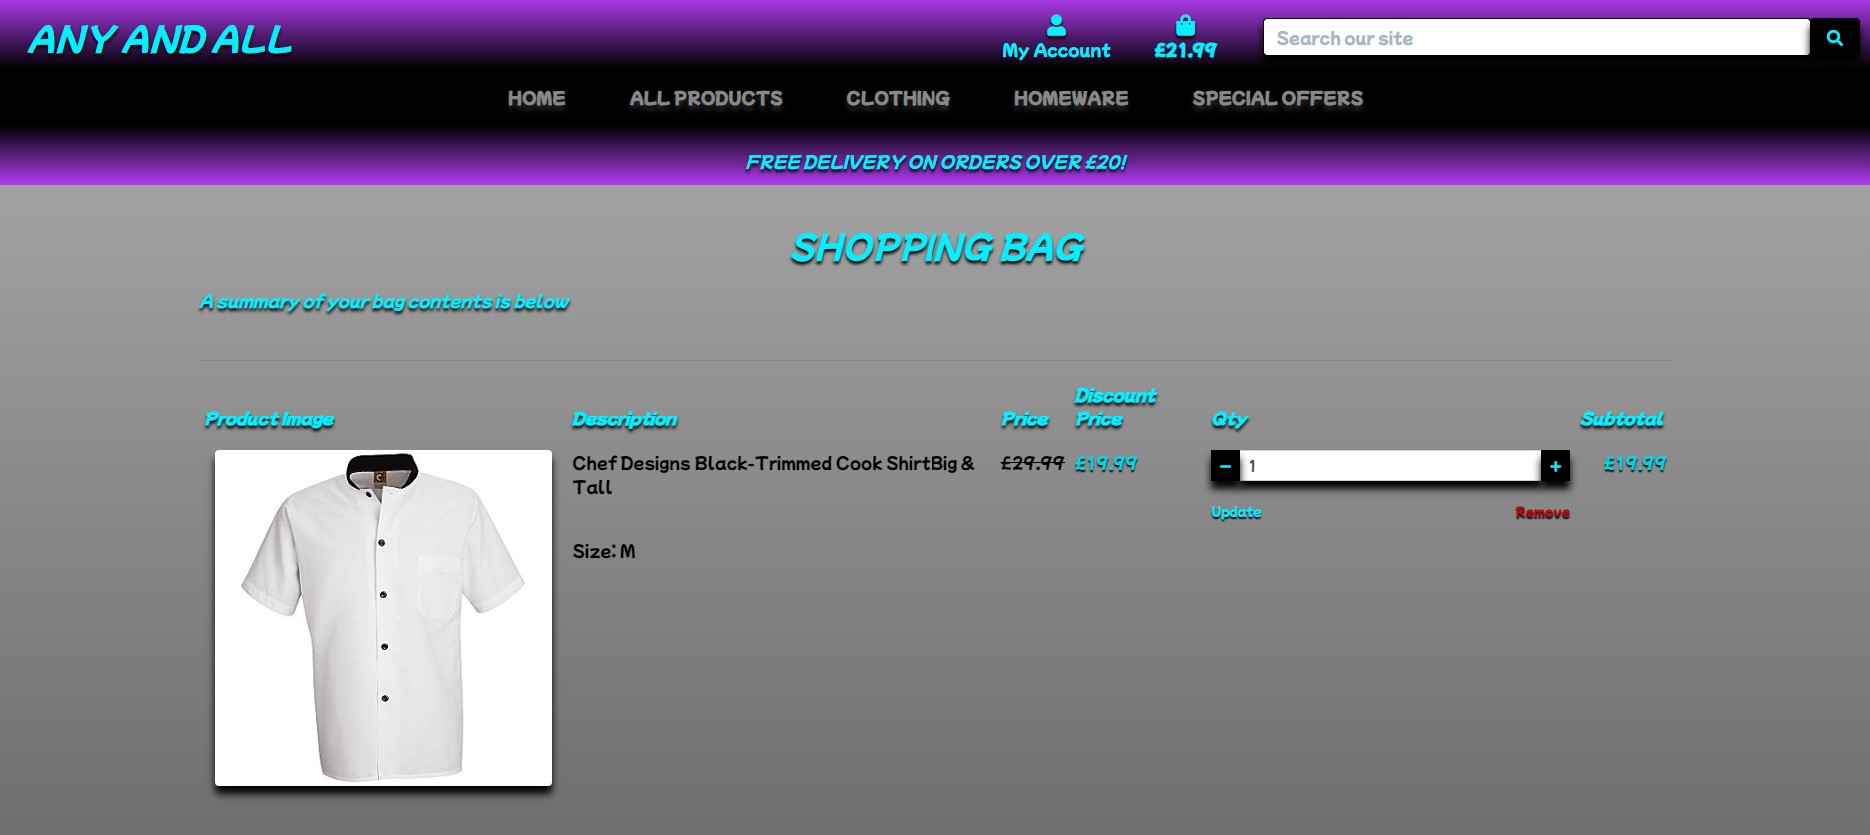 ANY AND ALL
My Account
£21.99
Search our site
HOME ALL PRODUCTS CLOTHING HOMEWARE SPECIAL OFFERS
FREE DELIVERY ON ORDERS OVER £20!
SHOPPING BAG
A summary of your bag contents is below
Product Image Description Price Discount Price Qty Subtotal
Chef Designs Black-Trimmed Cook ShirtBig & £29.99 £19.99 1 £19.99
Tall
Update Remove
Size: M